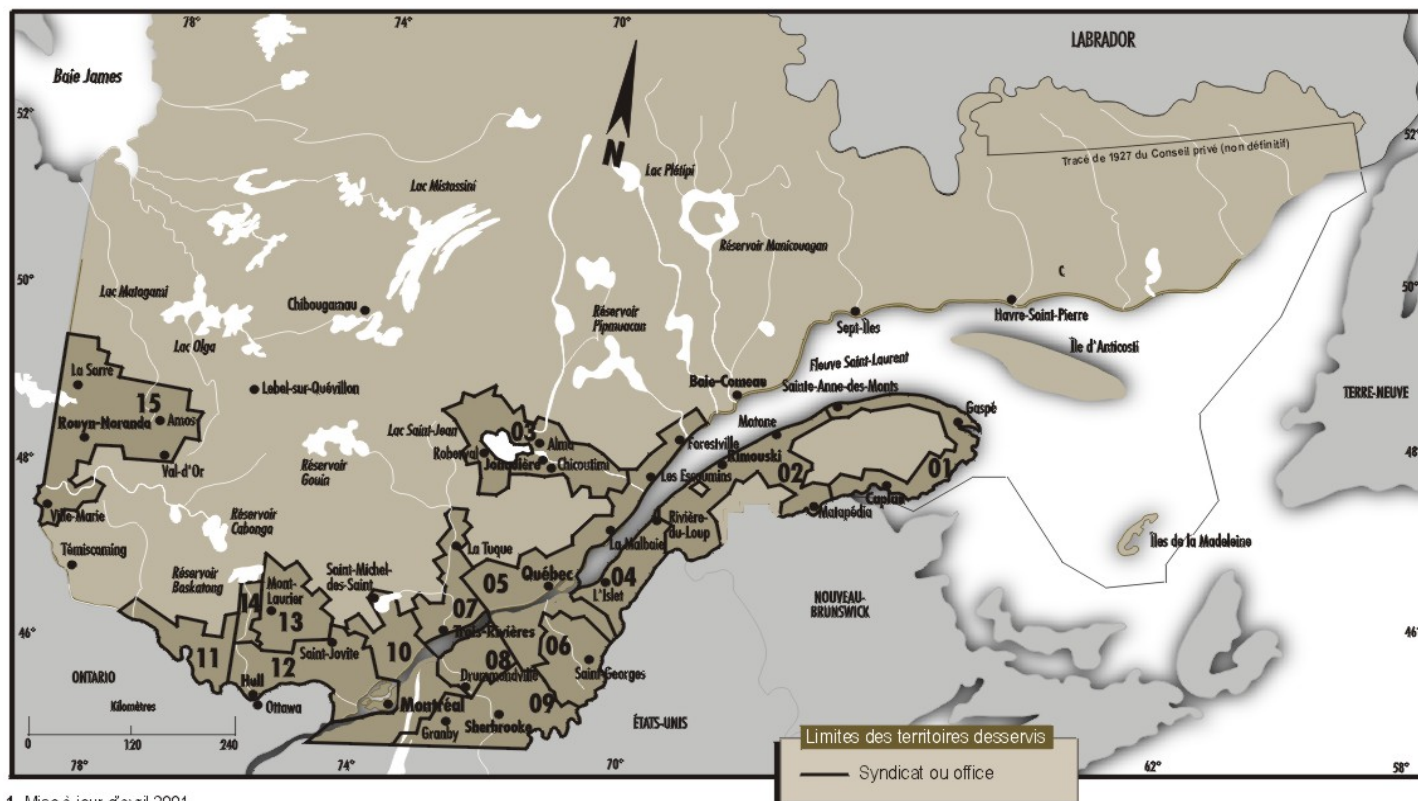 78°
74°
70°
LABRADOR
Baie James
52°
52°
Tracé de 1927 du Conseil privé (non définitif)
N
Lac Plétipi
Lac Mistassini
Réservoir Manicouagan
C
50°
50°
Lac Matagami
Chibougamau
Réservoir
Pipmuacan
Sept-Îles
Havre-Saint-Pierre
Lac Olga
Île d'Anticosti
Fleuve Saint-Laurent
La Sarre
Lebel-sur-Quévillon
Baie-Comeau
Sainte-Anne-des-Monts
TERRE-NEUVE
15
Rouyn-Noranda
Amos
Lac Saint-Jean
03
Alma
Roberval
Jonquière
Chicoutimi
Forestville
Matane
Gaspé
48°
48°
Val-d'Or
Réservoir
Gouin
Les Escoumins
Rimouski
02
01
Caplan
Matapédia
Ville-Marie
Réservoir
Cabonga
Rivière-
du-Loup
La Malbaie
Îles de la Madeleine
Témiscaming
La Tuque
Réservoir
Baskatong
Mont-
Laurier
Saint-Michel-
des-Saint
05
Québec
04
L'Islet
NOUVEAU-
BRUNSWICK
14
13
07
46°
46°
Trois-Rivières
11
12
Saint-Jovite
10
08
06
Saint-Georges
ONTARIO
Hull
Drummondville
09
Kilomètres
Ottawa
Montréal
Granby
Sherbrooke
ÉTATS-UNIS
0
120
240
Limites des territoires desservis
Syndicat ou office
78°
74°
70°
62°
58°